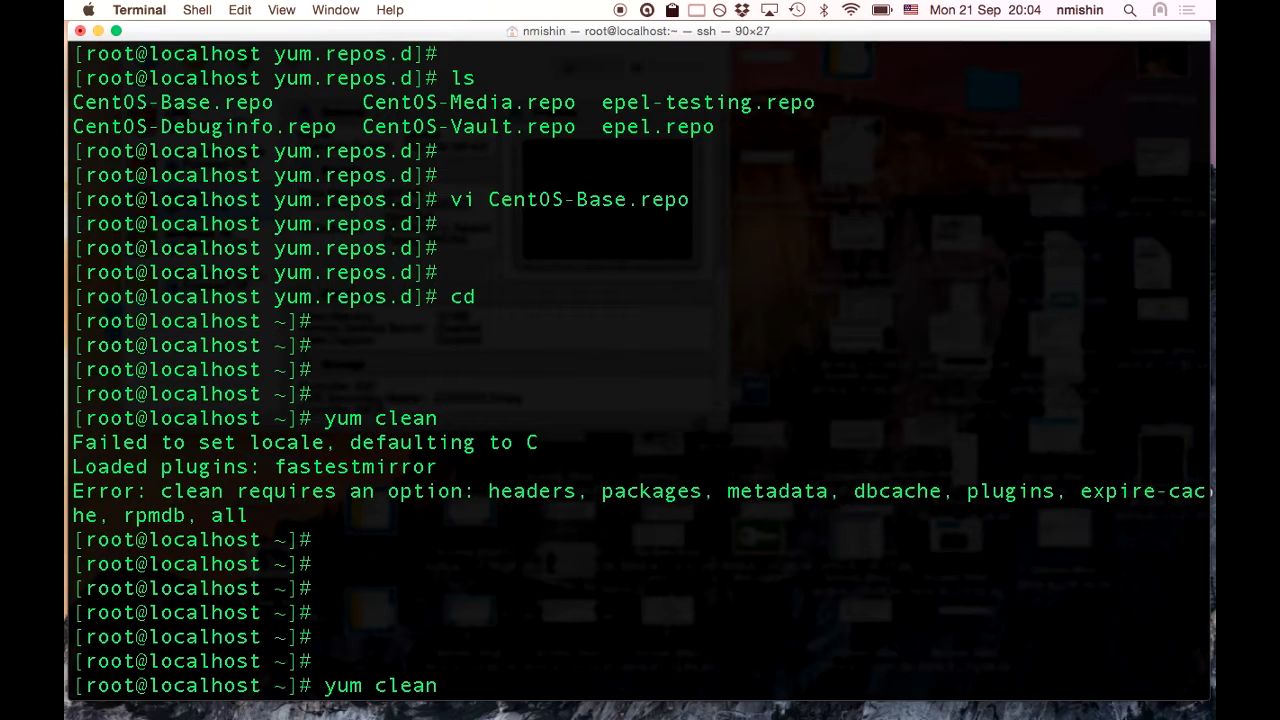 Terminal Shell Edit View Window Help Mon 21 Sep 20:04 nmishin
nmishin — root@localhost:~ — ssh — 90×27
[root@localhost yum.repos.d]#
[root@localhost yum.repos.d]# ls
CentOS-Base.repo CentOS-Media.repo epel-testing.repo
CentOS-Debuginfo.repo CentOS-Vault.repo epel.repo
[root@localhost yum.repos.d]#
[root@localhost yum.repos.d]#
[root@localhost yum.repos.d]# vi CentOS-Base.repo
[root@localhost yum.repos.d]#
[root@localhost yum.repos.d]#
[root@localhost yum.repos.d]#
[root@localhost yum.repos.d]# cd
[root@localhost ~]#
[root@localhost ~]#
[root@localhost ~]#
[root@localhost ~]#
[root@localhost ~]# yum clean
Failed to set locale, defaulting to C
Loaded plugins: fastestmirror
Error: clean requires an option: headers, packages, metadata, dbcache, plugins, expire-cac
he, rpmdb, all
[root@localhost ~]#
[root@localhost ~]#
[root@localhost ~]#
[root@localhost ~]#
[root@localhost ~]#
[root@localhost ~]#
[root@localhost ~]# yum clean